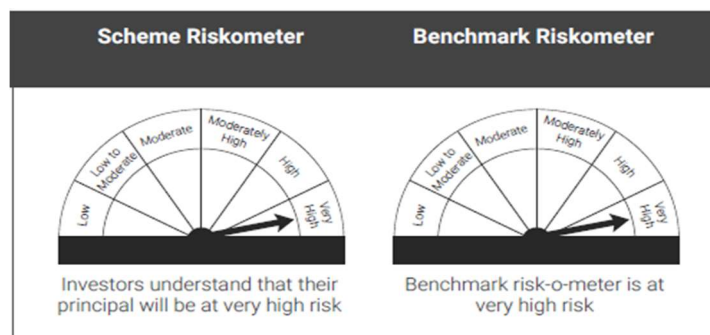 Scheme Riskometer
Benchmark Riskometer
Low
Low to
Moderate
Moderate
Moderately
High
High
Very
High
Low
Low to
Moderate
Moderate
Moderately
High
High
Very
High
Investors understand that their
principal will be at very high risk
Benchmark risk-o-meter is at
very high risk